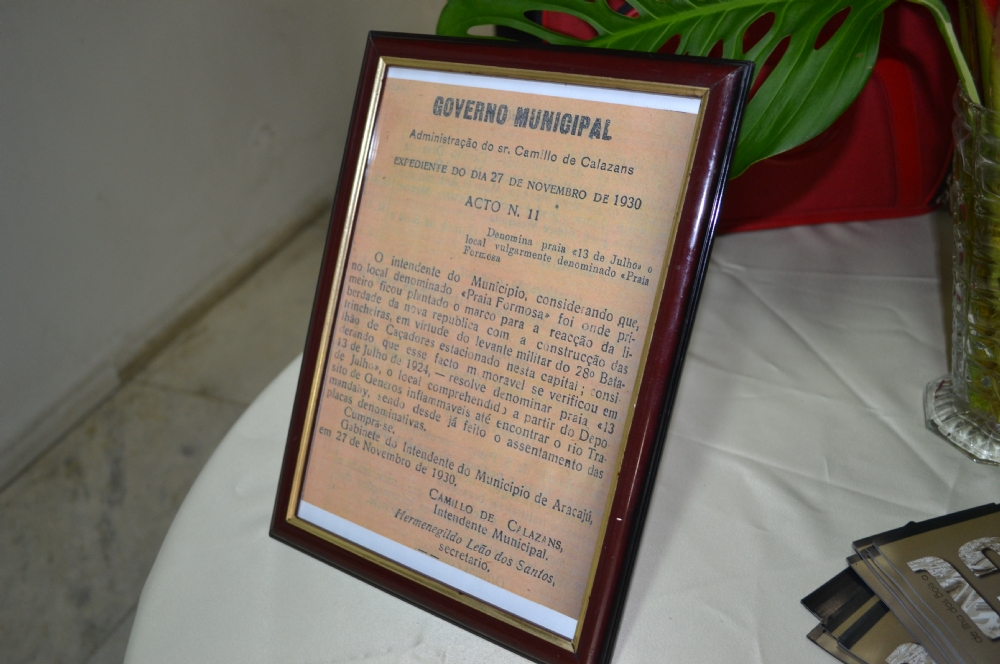 GOVERNO MUNICIPAL
Administração do sr. Camillo de Calazans
EXPEDIENTE DO DIA 27 DE NOVEMBRO DE 1930
ACTO N. 11
Denomina praia «13 de Julho» o
local vulgarmente denominado «Praia
Formosa
O intendente do Municipio, considerando que,
no local denominado, «Praia Formosa» foi onde pri-
meiro ficou plantado o marco para a reacção da li-
berdade da nova republica com a construcção das
trincheiras, em virtude do levante militar do 28º Bata-
lhão de Caçadores estacionado nesta capital; consi
derando que esse facto m moravel se verificou em
13 de Julho de 1924, — resolve denominar praia «13
de Julho», o local comprehendido a partir do Depo
sito de Generos inflammaveis até encontrar o rio Tra-
mandahy, sendo desde já feito o assentamento das
placas denominativas.
Cumpra-se.
Gabinete do Intendente do Municipio de Aracajú,
em 27 de Novembro de 1930.
CAMILLO DE CALAZANS,
Intendente Municipal.
Hermenegildo Leão dos Santos,
secretario.